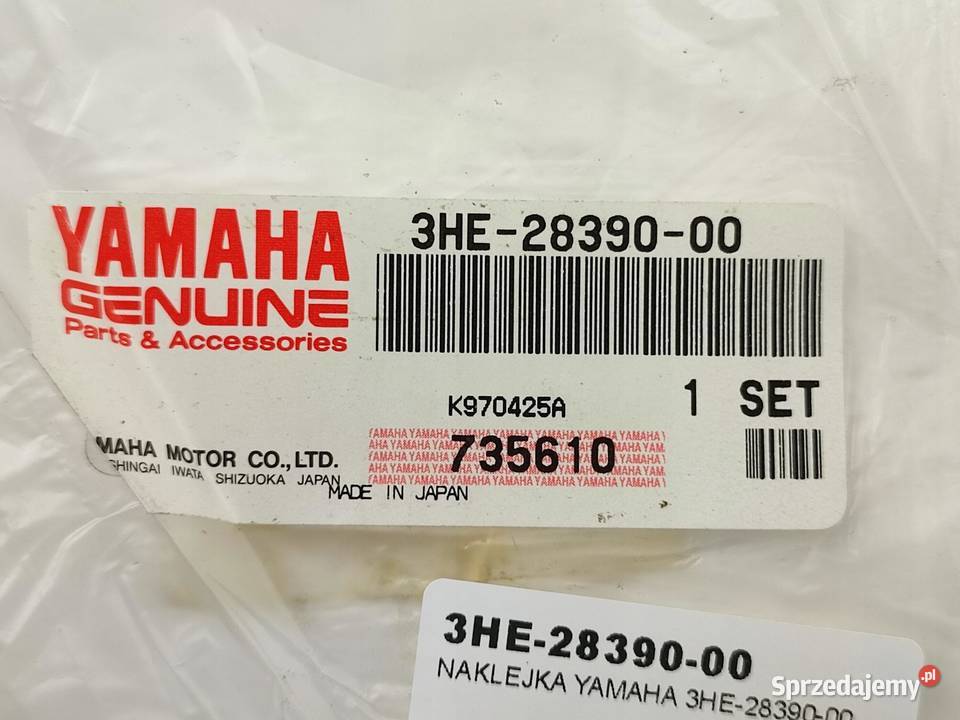 YAMAHA
GENUINE
Parts & Accessories
3HE-28390-00
K970425A
1 SET
735610
MAHA MOTOR CO.,LTD.
SHINGAI IWATA SHIZUOKA JAPAN
MADE IN JAPAN
3HE-28390-00
NAKLEJKA YAMAHA 3HE-28390-00
Sprzedajemy.pl